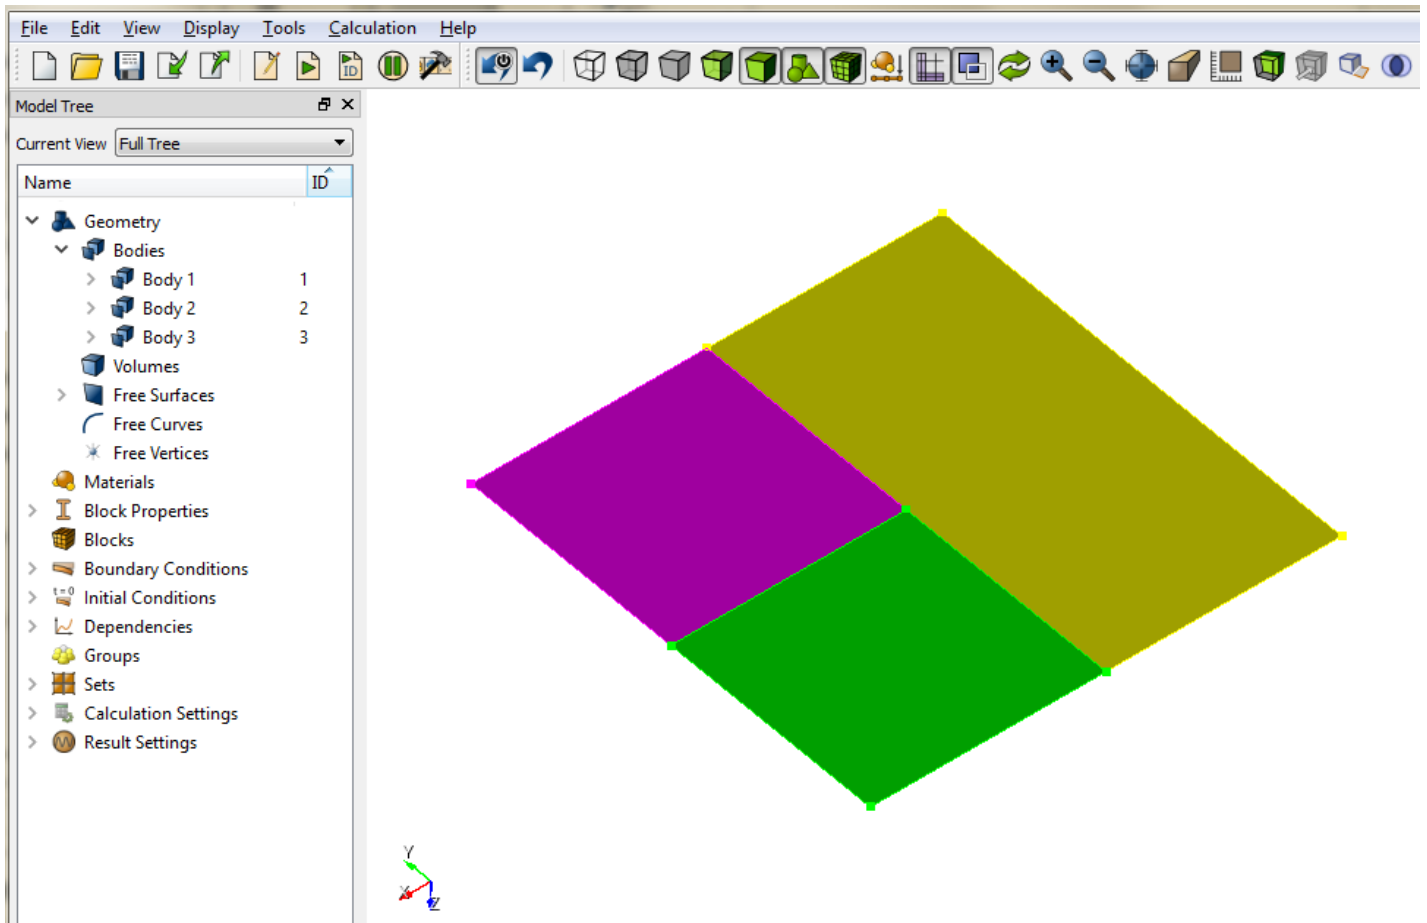 File Edit View Display Tools Calculation Help
ID
Model Tree
Current View Full Tree
Name ID
Geometry
Bodies
Body 1 1
Body 2 2
Body 3 3
Volumes
Free Surfaces
Free Curves
Free Vertices
Materials
Block Properties
Blocks
Boundary Conditions
t=0
Initial Conditions
Dependencies
Groups
Sets
Calculation Settings
Result Settings
Y
X
Z